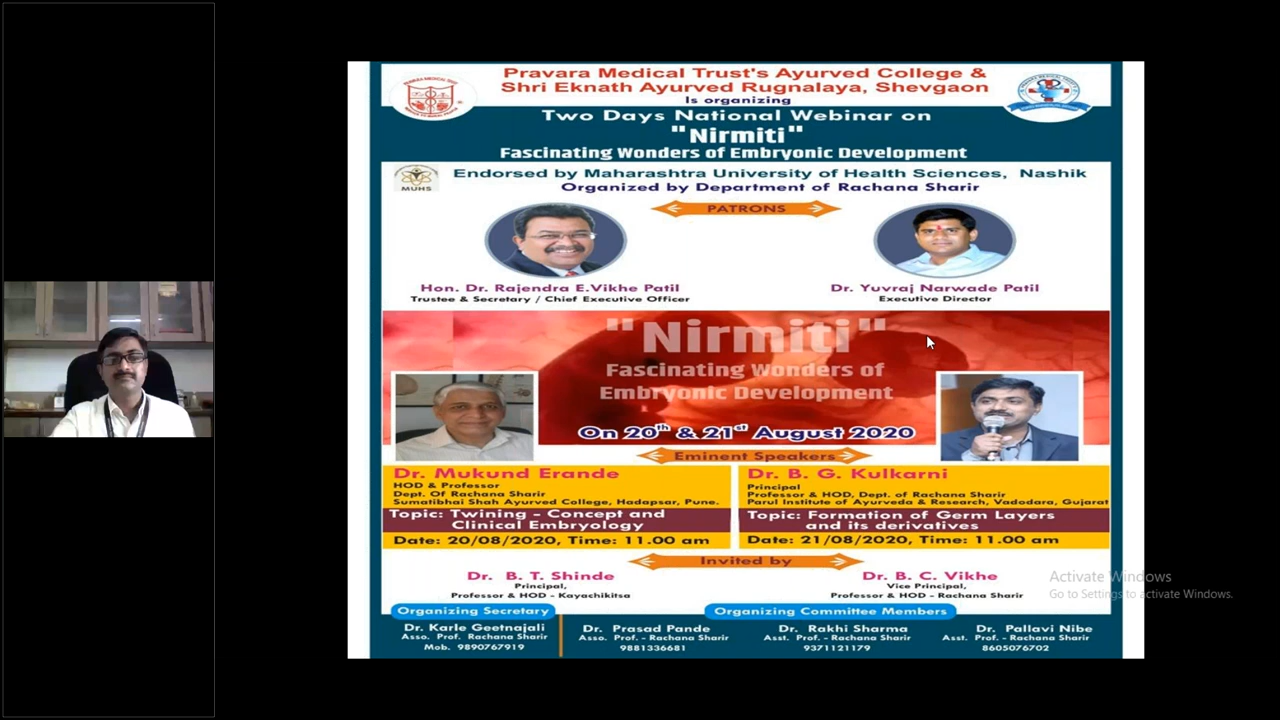 Pravara Medical Trust's Ayurved College &
Shri Eknath Ayurved Rugnalaya, Shevgaon
Is organizing
Two Days National Webinar on
"Nirmiti"
Fascinating Wonders of Embryonic Development
MUHS
Endorsed by Maharashtra University of Health Sciences, Nashik
Organized by Department of Rachana Sharir
PATRONS
Hon. Dr. Rajendra E.Vikhe Patil
Trustee & Secretary / Chief Executive Officer
Dr. Yuvraj Narwade Patil
Executive Director
"Nirmiti"
Fascinating Wonders of
Embryonic Development
On 20th & 21st August 2020
Eminent Speakers
Dr. Mukund Erande
HOD & Professor
Dept. Of Rachana Sharir
Sumatibhai Shah Ayurved College, Hadapsar, Pune.
Topic: Twining - Concept and
Clinical Embryology
Date: 20/08/2020, Time: 11.00 am
Dr. B. G. Kulkarni
Principal
Professor & HOD, Dept. of Rachana Sharir
Parul Institute of Ayurveda & Research, Vadodara, Gujarat
Topic: Formation of Germ Layers
and its derivatives
Date: 21/08/2020, Time: 11.00 am
Invited by
Dr. B. T. Shinde
Principal,
Professor & HOD - Kayachikitsa
Dr. B. C. Vikhe
Vice Principal,
Professor & HOD - Rachana Sharir
Organizing Secretary
Dr. Karle Geetnajali
Asso. Prof. Rachana Sharir
Mob. 9890767919
Organizing Committee Members
Dr. Prasad Pande
Asso. Prof. - Rachana Sharir
9881336681
Dr. Rakhi Sharma
Asst. Prof. - Rachana Sharir
9371121179
Dr. Pallavi Nibe
Asst. Prof. - Rachana Sharir
8605076702
Activate Windows
Go to Settings to activate Windows.